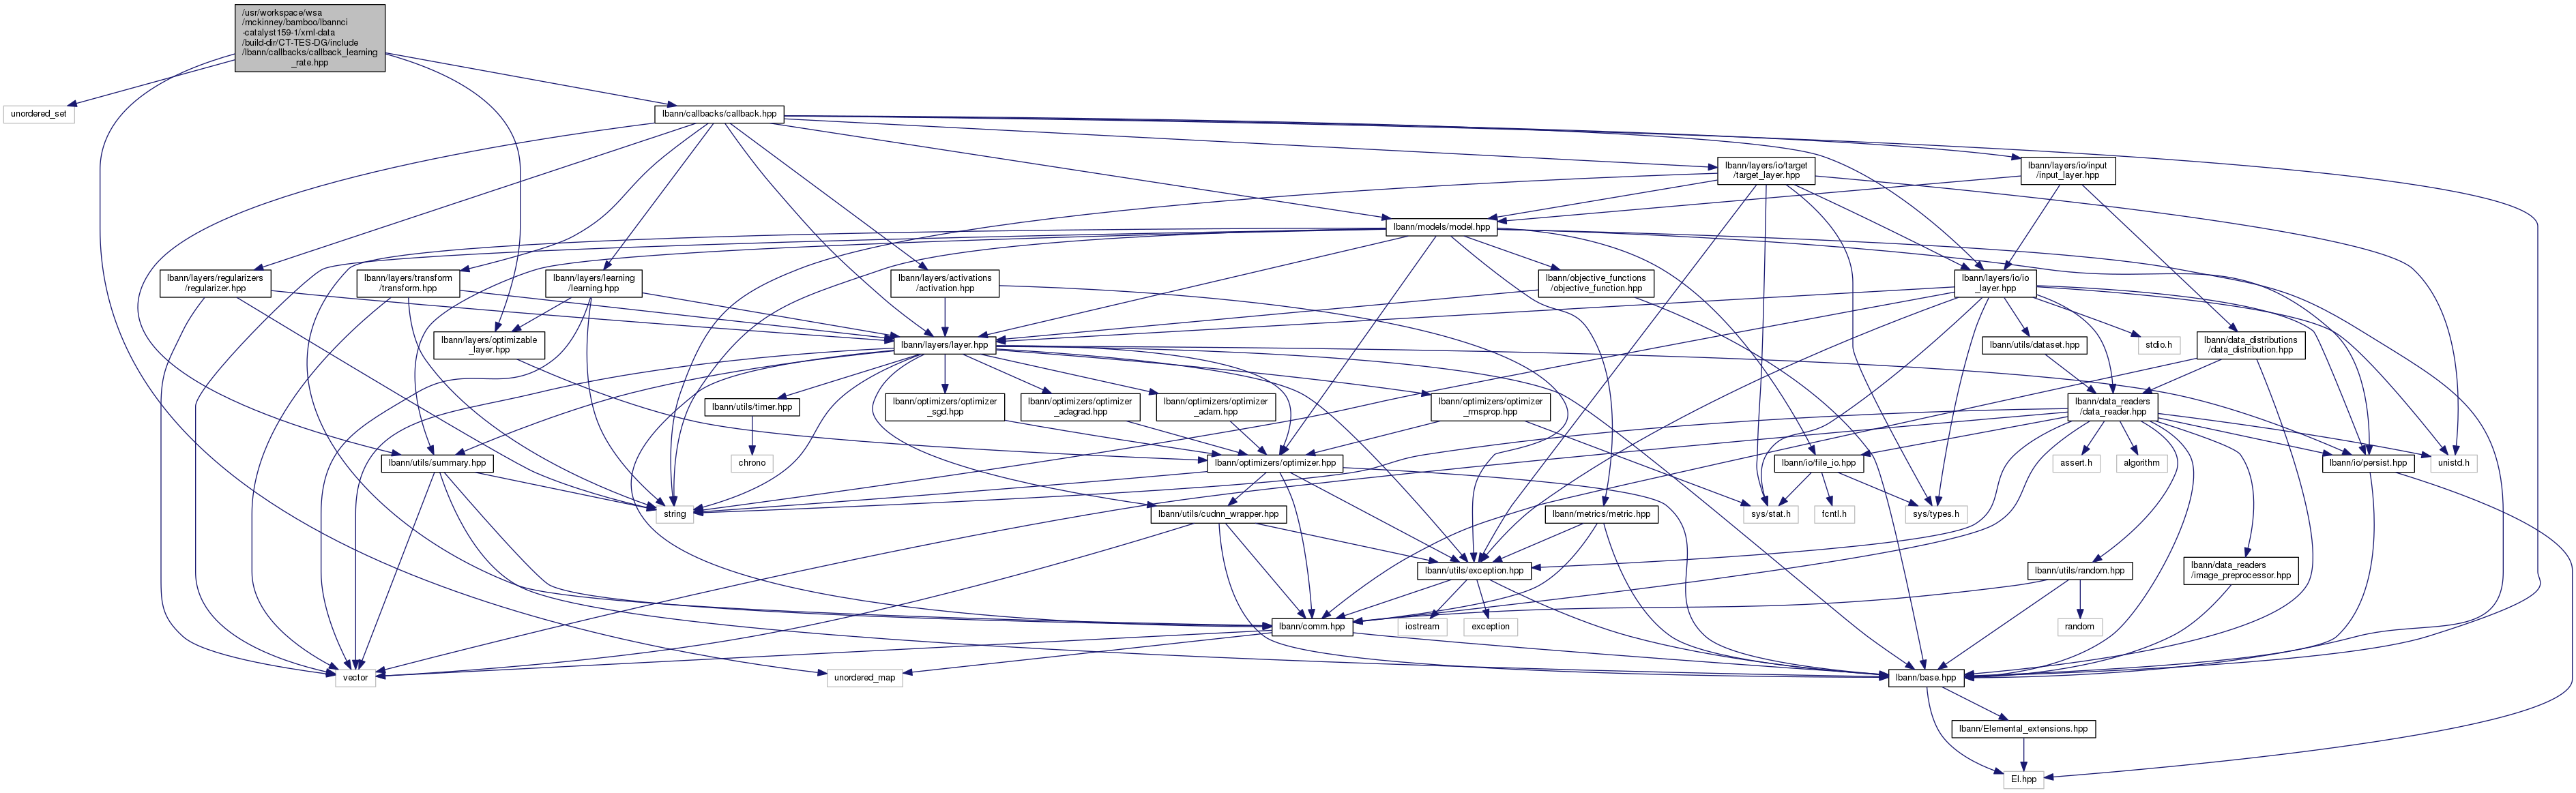 /usr/workspace/wsa
/mckinney/bamboo/lbannci
-catalyst159-1/xml-data
/build-dir/CT-TES-DG/include
/lbann/callbacks/callback_learning
_rate.hpp
unordered_set
lbann/callbacks/callback.hpp
lbann/layers/io/target
/target_layer.hpp
lbann/layers/io/input
/input_layer.hpp
lbann/models/model.hpp
lbann/layers/regularizers
/regularizer.hpp
lbann/layers/transform
/transform.hpp
lbann/layers/learning
/learning.hpp
lbann/layers/activations
/activation.hpp
lbann/objective_functions
/objective_function.hpp
lbann/layers/io/io
_layer.hpp
lbann/layers/optimizable
_layer.hpp
lbann/layers/layer.hpp
lbann/utils/dataset.hpp
stdio.h
lbann/data_distributions
/data_distribution.hpp
lbann/utils/timer.hpp
lbann/optimizers/optimizer
_sgd.hpp
lbann/optimizers/optimizer
_adagrad.hpp
lbann/optimizers/optimizer
_adam.hpp
lbann/optimizers/optimizer
_rmsprop.hpp
lbann/data_readers
/data_reader.hpp
lbann/utils/summary.hpp
chrono
lbann/optimizers/optimizer.hpp
lbann/io/file_io.hpp
assert.h
algorithm
lbann/io/persist.hpp
unistd.h
string
lbann/utils/cudnn_wrapper.hpp
lbann/metrics/metric.hpp
sys/stat.h
fcntl.h
sys/types.h
lbann/utils/exception.hpp
lbann/utils/random.hpp
lbann/data_readers
/image_preprocessor.hpp
lbann/comm.hpp
iostream
exception
random
vector
unordered_map
lbann/base.hpp
lbann/Elemental_extensions.hpp
El.hpp